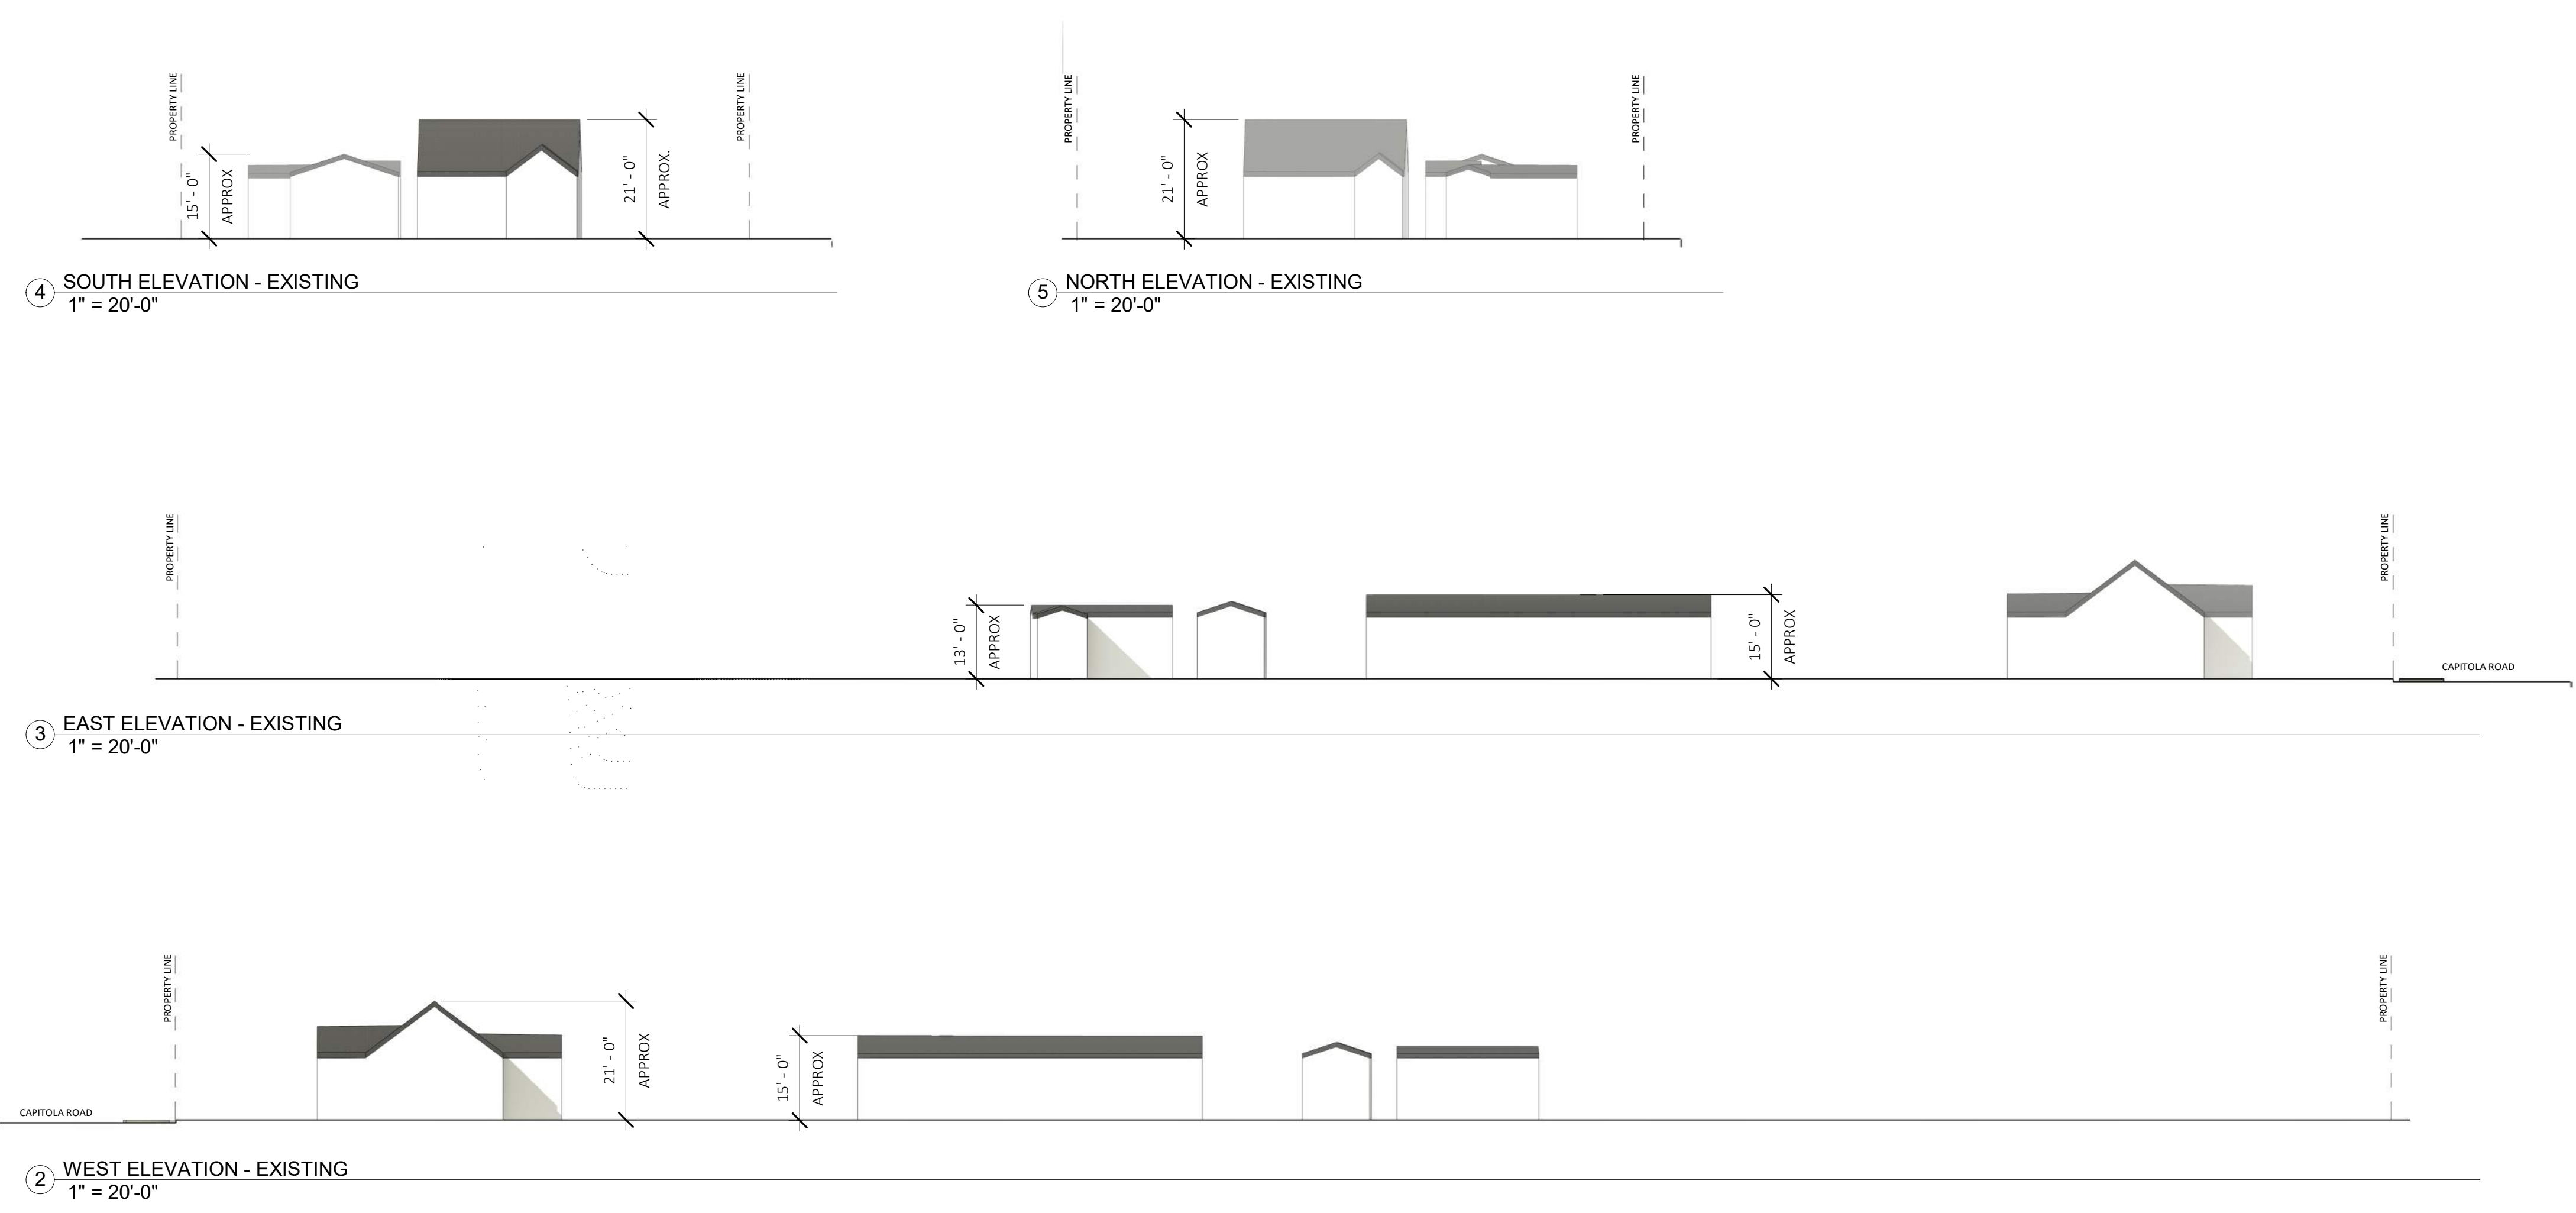 PROPERTY LINE
15' - 0"
APPROX
21' - 0"
APPROX.
PROPERTY LINE
4
SOUTH ELEVATION - EXISTING
1" = 20'-0"
PROPERTY LINE
21' - 0"
APPROX
PROPERTY LINE
5
NORTH ELEVATION - EXISTING
1" = 20'-0"
PROPERTY LINE
13' - 0"
APPROX
15' - 0"
APPROX
PROPERTY LINE
CAPITOLA ROAD
3
EAST ELEVATION - EXISTING
1" = 20'-0"
CAPITOLA ROAD
PROPERTY LINE
21' - 0"
APPROX
15' - 0"
APPROX
PROPERTY LINE
2
WEST ELEVATION - EXISTING
1" = 20'-0"